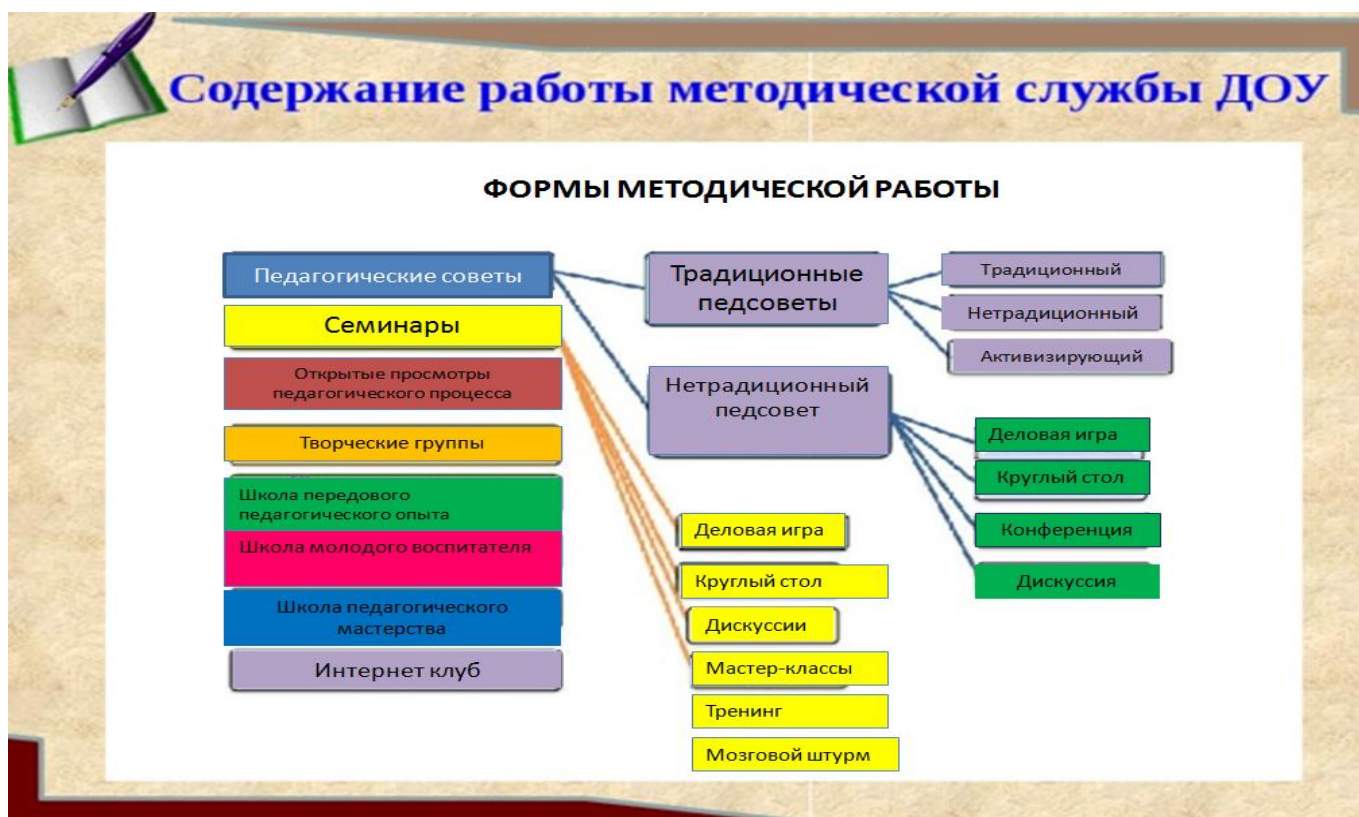 Содержание работы методической службы ДОУ
ФОРМЫ МЕТОДИЧЕСКОЙ РАБОТЫ
Педагогические советы
Семинары
Открытые просмотры
педагогического процесса
Творческие группы
Школа передового
педагогического опыта
Школа молодого воспитателя
Школа педагогического
мастерства
Интернет клуб
Традиционные
педсоветы
Нетрадиционный
педсовет
Традиционный
Нетрадиционный
Активизирующий
Деловая игра
Круглый стол
Конференция
Дискуссия
Деловая игра
Круглый стол
Дискуссии
Мастер-классы
Тренинг
Мозговой штурм